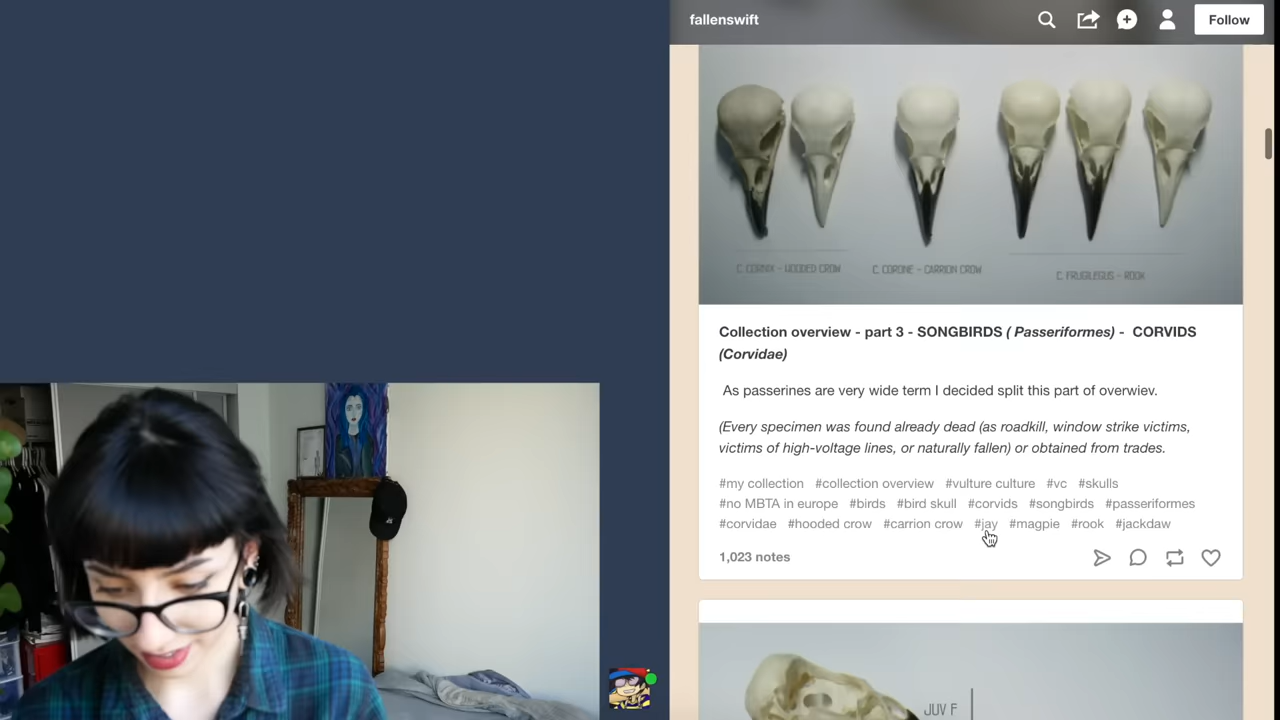 fallenswift
Follow
C. CORNIX - HOODED CROW
C. CORONE - CARRION CROW
C. FRUGILEGUS - ROOK
Collection overview - part 3 - SONGBIRDS ( Passeriformes) - CORVIDS
(Corvidae)
As passerines are very wide term I decided split this part of overwiev.
(Every specimen was found already dead (as roadkill, window strike victims,
victims of high-voltage lines, or naturally fallen) or obtained from trades.
#my collection #collection overview #vulture culture #vc #skulls
#no MBTA in europe #birds #bird skull #corvids #songbirds #passeriformes
#corvidae #hooded crow #carrion crow #jay #magpie #rook #jackdaw
1,023 notes
JUV F